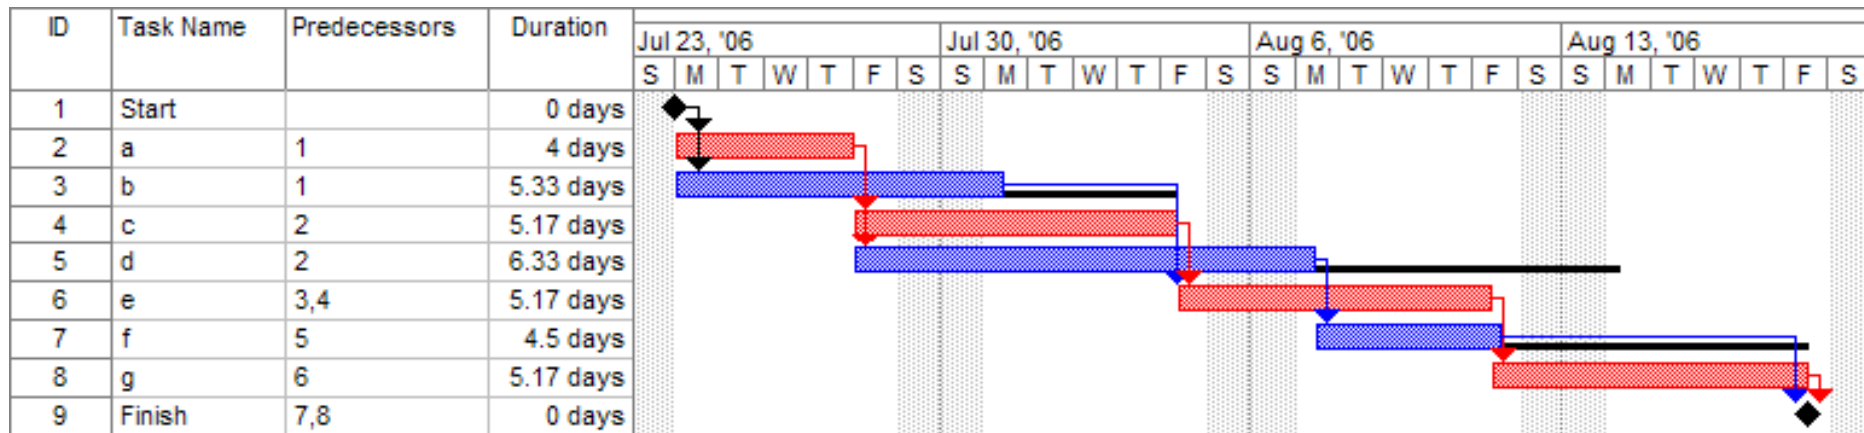 ID Task Name Predecessors Duration
Jul 23, '06 Jul 30, '06 Aug 6, '06 Aug 13, '06
S M T W T F S S M T W T F S S M T W T F S S M T W T F S
1 Start 0 days
2 a 1 4 days
3 b 1 5.33 days
4 c 2 5.17 days
5 d 2 6.33 days
6 e 3,4 5.17 days
7 f 5 4.5 days
8 g 6 5.17 days
9 Finish 7,8 0 days